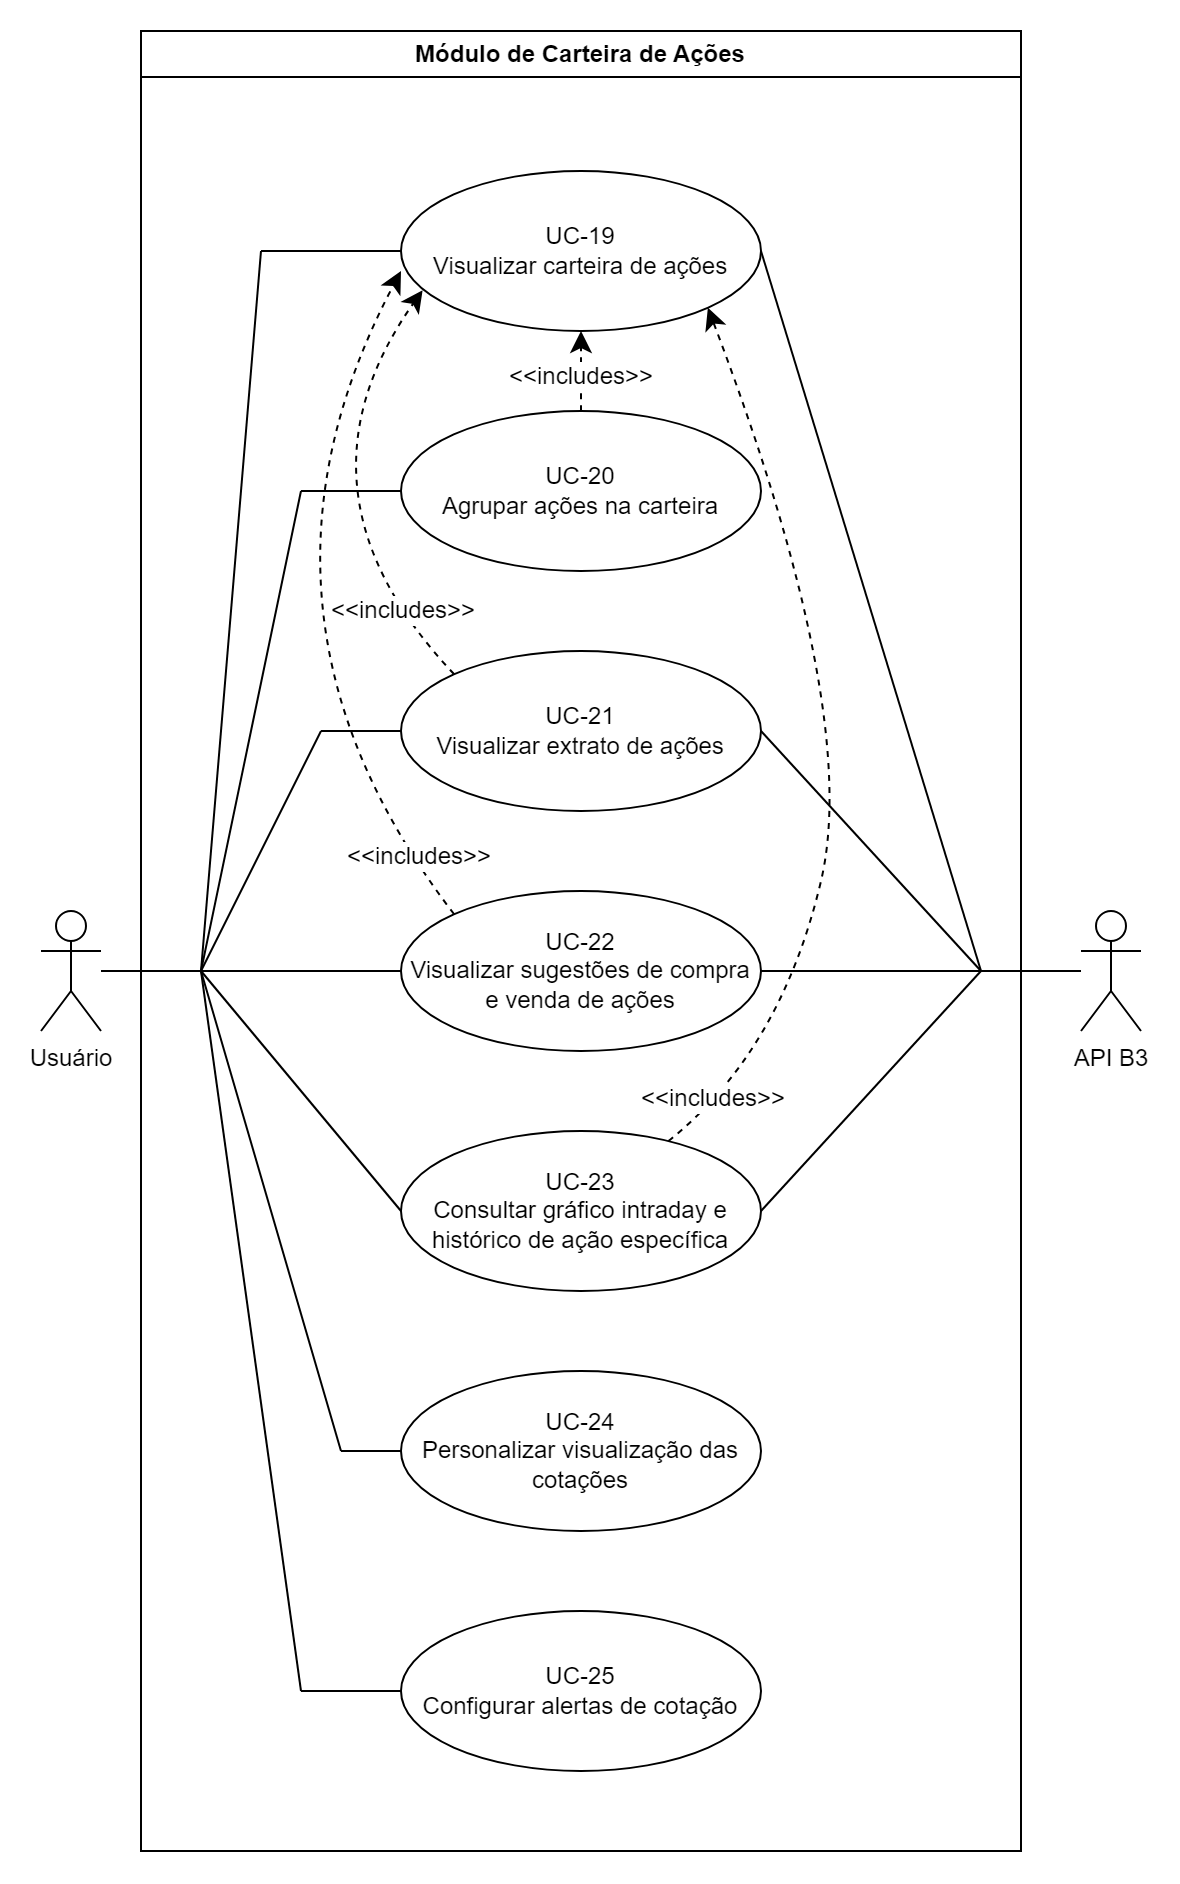 Módulo de Carteira de Ações
UC-19
Visualizar carteira de ações
<<includes>>
UC-20
Agrupar ações na carteira
<<includes>>
UC-21
Visualizar extrato de ações
<<includes>>
UC-22
Visualizar sugestões de compra
e venda de ações
Usuário
API B3
<<includes>>
UC-23
Consultar gráfico intraday e
histórico de ação específica
UC-24
Personalizar visualização das
cotações
UC-25
Configurar alertas de cotação